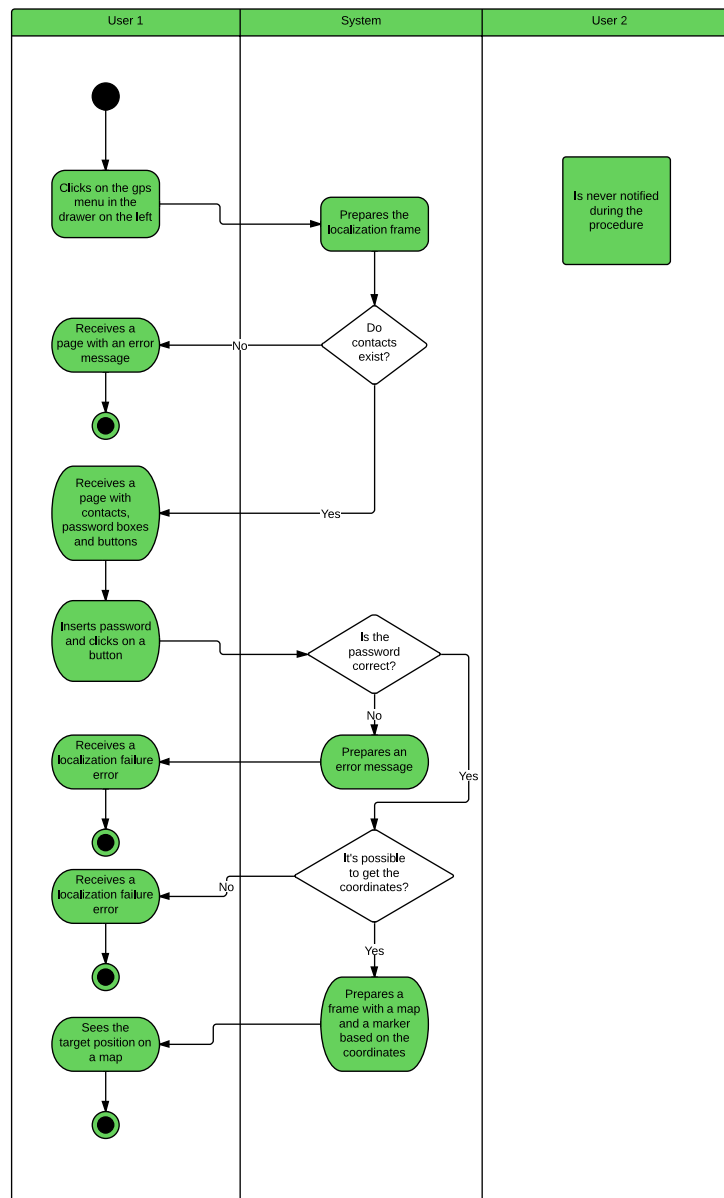 User 1
System
User 2
Clicks on the gps
menu in the
drawer on the left
Prepares the
localization frame
Is never notified
during the
procedure
Do
contacts
exist?
No
Receives a
page with an error
message
Yes
Receives a
page with
contacts,
password boxes
and buttons
Inserts password
and clicks on a
button
Is the
password
correct?
No
Prepares an
error message
Receives a
localization failure
error
Yes
It's possible
to get the
coordinates?
No
Receives a
localization failure
error
Yes
Prepares a
frame with a map
and a marker
based on the
coordinates
Sees the
target position on
a map